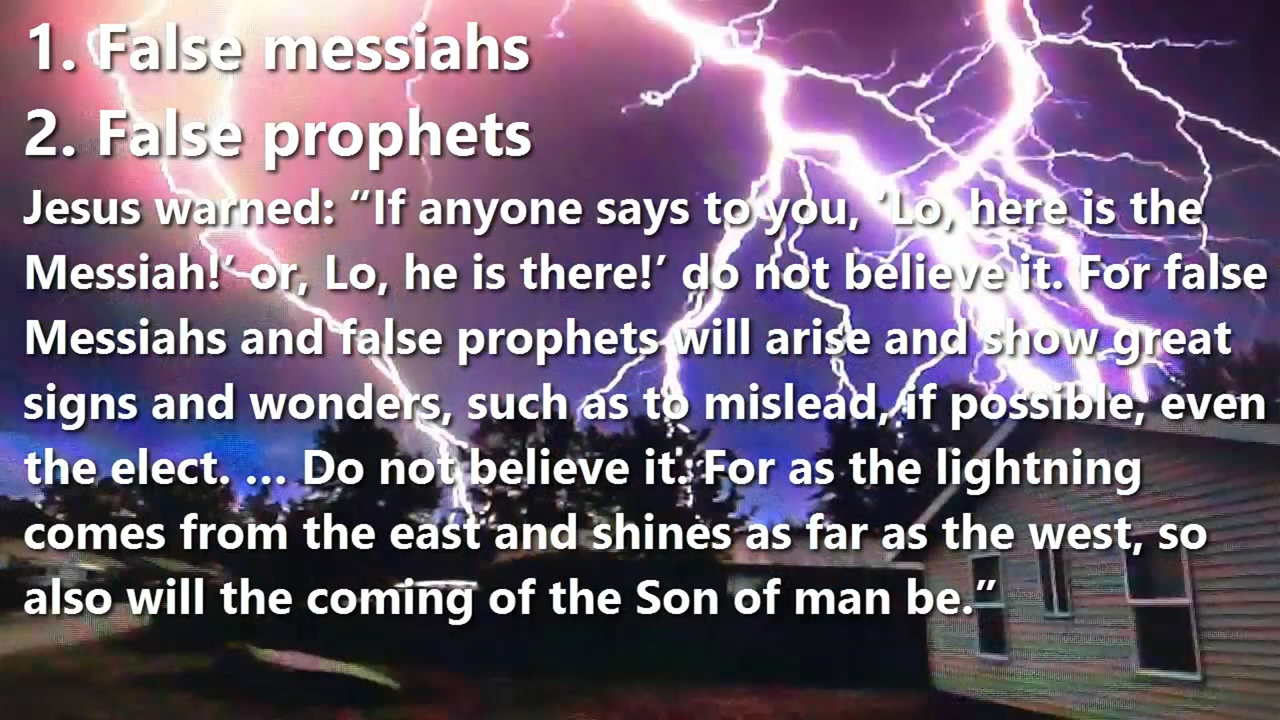 1. False messiahs
2. False prophets
Jesus warned: “If anyone says to you, ‘Lo, here is the
Messiah!’ or, Lo, he is there!’ do not believe it. For false
Messiahs and false prophets will arise and show great
signs and wonders, such as to mislead, if possible, even
the elect. … Do not believe it. For as the lightning
comes from the east and shines as far as the west, so
also will the coming of the Son of man be.”